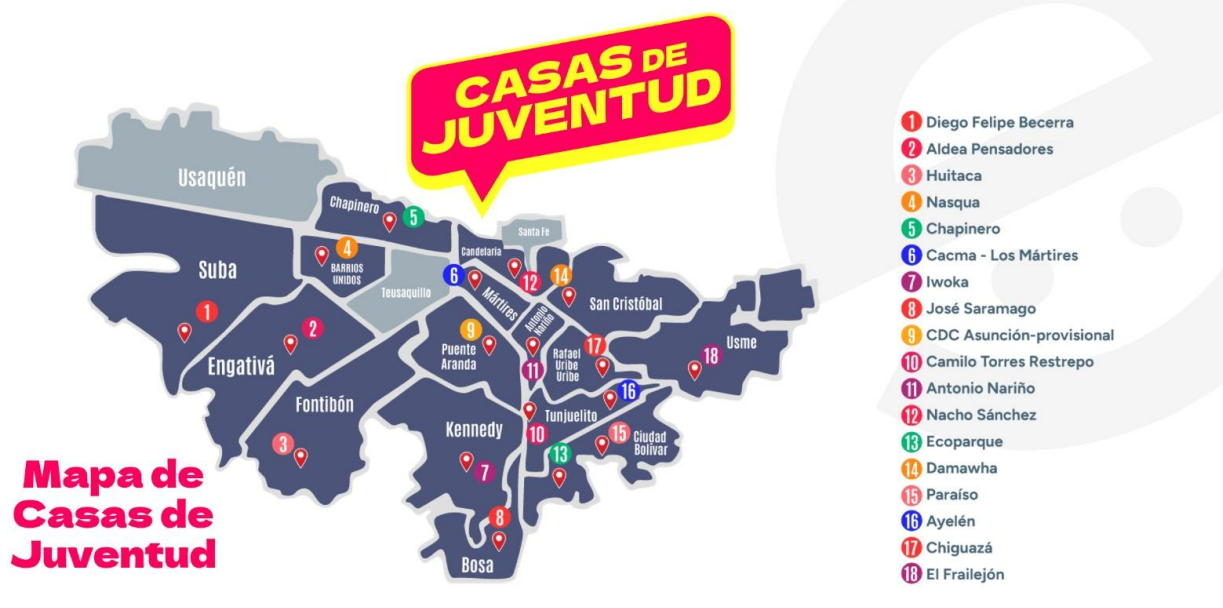 CASAS DE
JUVENTUD
Usaquén
Chapinero
5
Santa Fe
Candelaria
4
BARRIOS
UNIDOS
Suba
Teusaquillo
6
Mártires
12
14
San Cristóbal
Antonio
Nariño
1
2
Engativá
9
Puente
Aranda
11
Rafael
Uribe
Uribe
17
Usme
18
Fontibón
3
Kennedy
7
Tunjuelito
16
10
15
Ciudad
Bolívar
13
8
Bosa
Mapa de
Casas de
Juventud
1 Diego Felipe Becerra
2 Aldea Pensadores
3 Huitaca
4 Nasqua
5 Chapinero
6 Cacma - Los Mártires
7 Iwoka
8 José Saramago
9 CDC Asunción-provisional
10 Camilo Torres Restrepo
11 Antonio Nariño
12 Nacho Sánchez
13 Ecoparque
14 Damawha
15 Paraíso
16 Ayelén
17 Chiguazá
18 El Frailejón